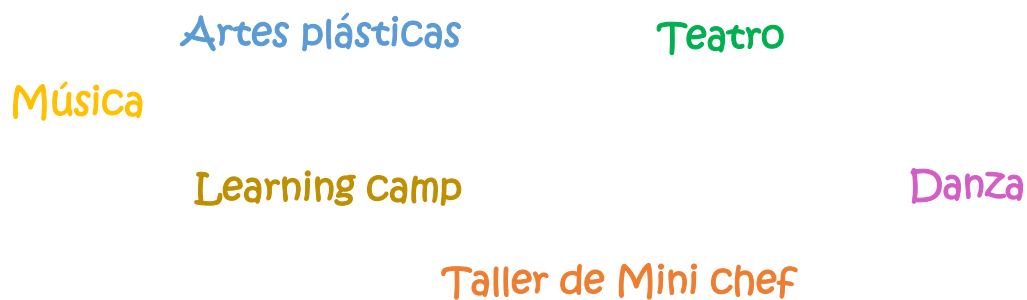 Artes plásticas
Teatro
Música
Learning camp
Danza
Taller de Mini chef